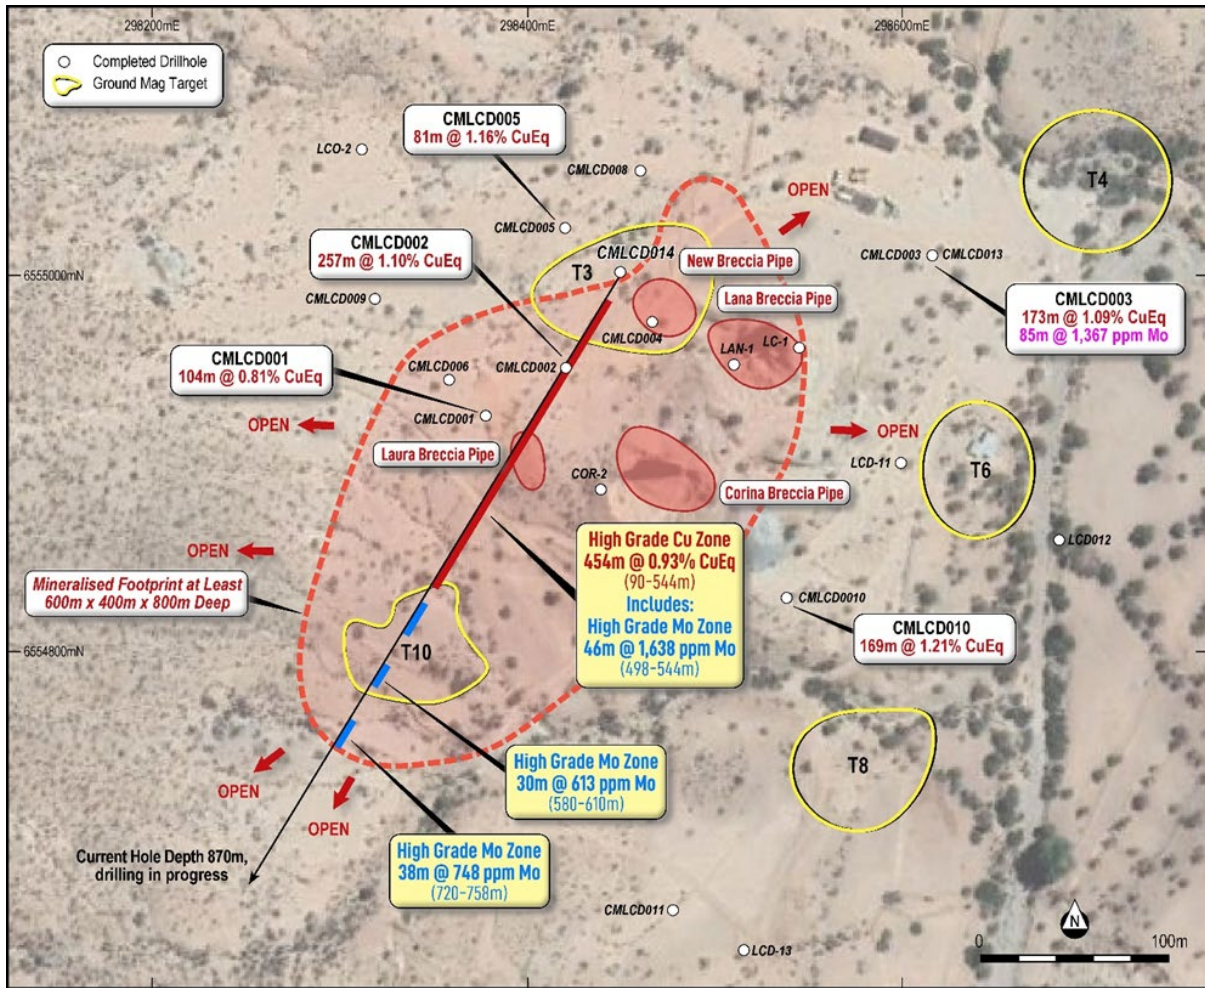 298200mE
298400mE
298600mE
Completed Drillhole
Ground Mag Target
CMLCD005
81m @ 1.16% CuEq
LCO-2
CMLCD008
T4
OPEN
CMLCD005
CMLCD002
257m @ 1.10% CuEq
CMLCD014
T3
New Breccia Pipe
CMLCD003
CMLCD013
6555000mN
CMLCD009
Lana Breccia Pipe
CMLCD003
173m @ 1.09% CuEq
85m @ 1,367 ppm Mo
CMLCD004
LAN-1
LC-1
CMLCD001
104m @ 0.81% CuEq
CMLCD006
CMLCD002
CMLCD001
OPEN
OPEN
Laura Breccia Pipe
LCD-11
T6
COR-2
Corina Breccia Pipe
OPEN
High Grade Cu Zone
454m @ 0.93% CuEq
(90-544m)
Includes:
High Grade Mo Zone
46m @ 1,638 ppm Mo
(498-544m)
LCD012
Mineralised Footprint at Least
600m x 400m x 800m Deep
CMLCD0010
CMLCD010
169m @ 1.21% CuEq
6554800mN
T10
T8
High Grade Mo Zone
30m @ 613 ppm Mo
(580-610m)
OPEN
OPEN
High Grade Mo Zone
38m @ 748 ppm Mo
(720-758m)
Current Hole Depth 870m,
drilling in progress
CMLCD011
LCD-13
N
0
100m